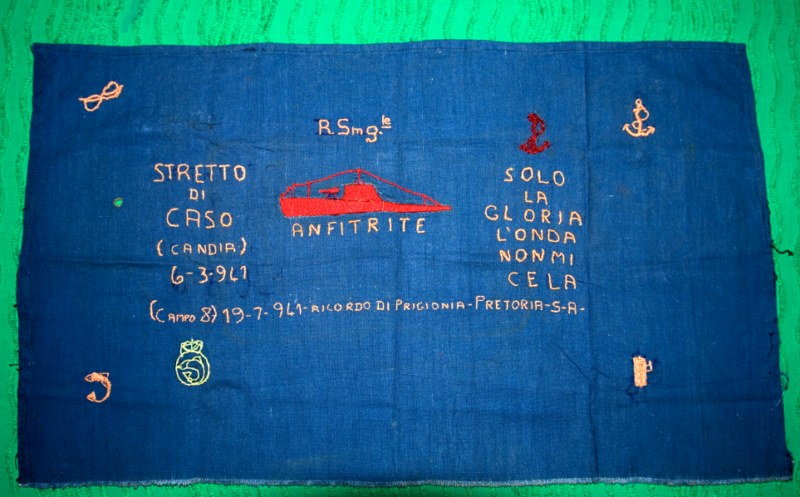 R. Smg.le
STRETTO
DI
CASO
(CANDIA)
6-3-941
ANFITRITE
SOLO
LA
GLORIA
L'ONDA
NON MI
CELA
(CAMPO 8) 19-7-941-RICORDO DI PRIGIONIA-PRETORIA-S-A-